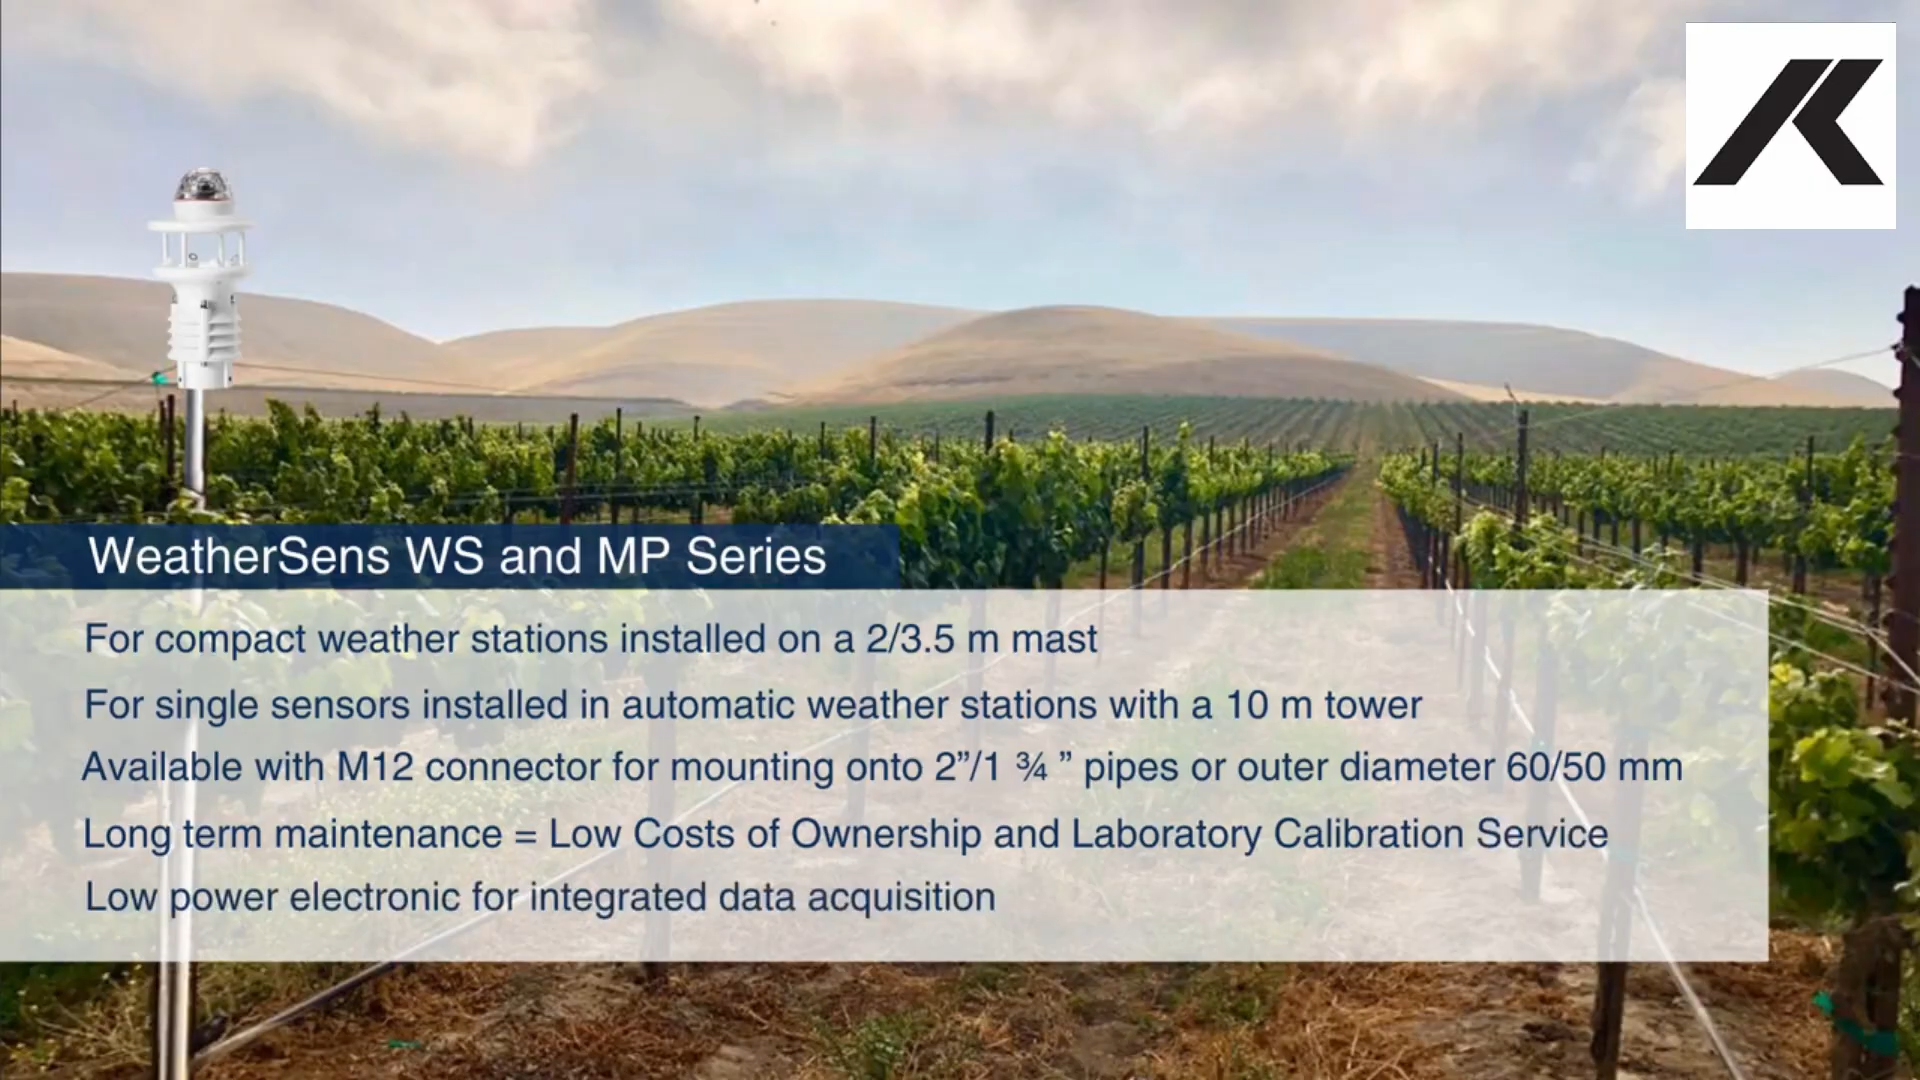 WeatherSens WS and MP Series
For compact weather stations installed on a 2/3.5 m mast
For single sensors installed in automatic weather stations with a 10 m tower
Available with M12 connector for mounting onto 2”/1 ¾ ” pipes or outer diameter 60/50 mm
Long term maintenance = Low Costs of Ownership and Laboratory Calibration Service
Low power electronic for integrated data acquisition